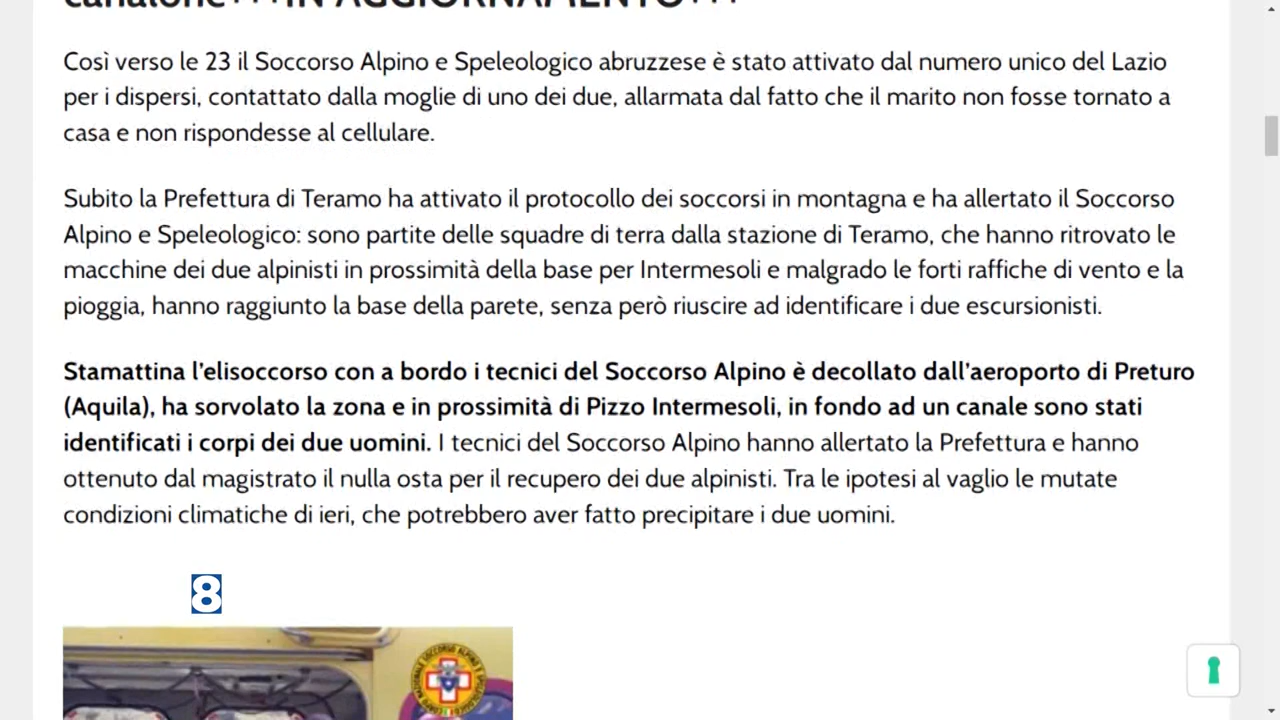 canalone+++IN AGGIORNAMENTO+++
Così verso le 23 il Soccorso Alpino e Speleologico abruzzese è stato attivato dal numero unico del Lazio
per i dispersi, contattato dalla moglie di uno dei due, allarmata dal fatto che il marito non fosse tornato a
casa e non rispondesse al cellulare.
Subito la Prefettura di Teramo ha attivato il protocollo dei soccorsi in montagna e ha allertato il Soccorso
Alpino e Speleologico: sono partite delle squadre di terra dalla stazione di Teramo, che hanno ritrovato le
macchine dei due alpinisti in prossimità della base per Intermesoli e malgrado le forti raffiche di vento e la
pioggia, hanno raggiunto la base della parete, senza però riuscire ad identificare i due escursionisti.
Stamattina l'elisoccorso con a bordo i tecnici del Soccorso Alpino è decollato dall'aeroporto di Preturo
(Aquila), ha sorvolato la zona e in prossimità di Pizzo Intermesoli, in fondo ad un canale sono stati
identificati i corpi dei due uomini. I tecnici del Soccorso Alpino hanno allertato la Prefettura e hanno
ottenuto dal magistrato il nulla osta per il recupero dei due alpinisti. Tra le ipotesi al vaglio le mutate
condizioni climatiche di ieri, che potrebbero aver fatto precipitare i due uomini.
8